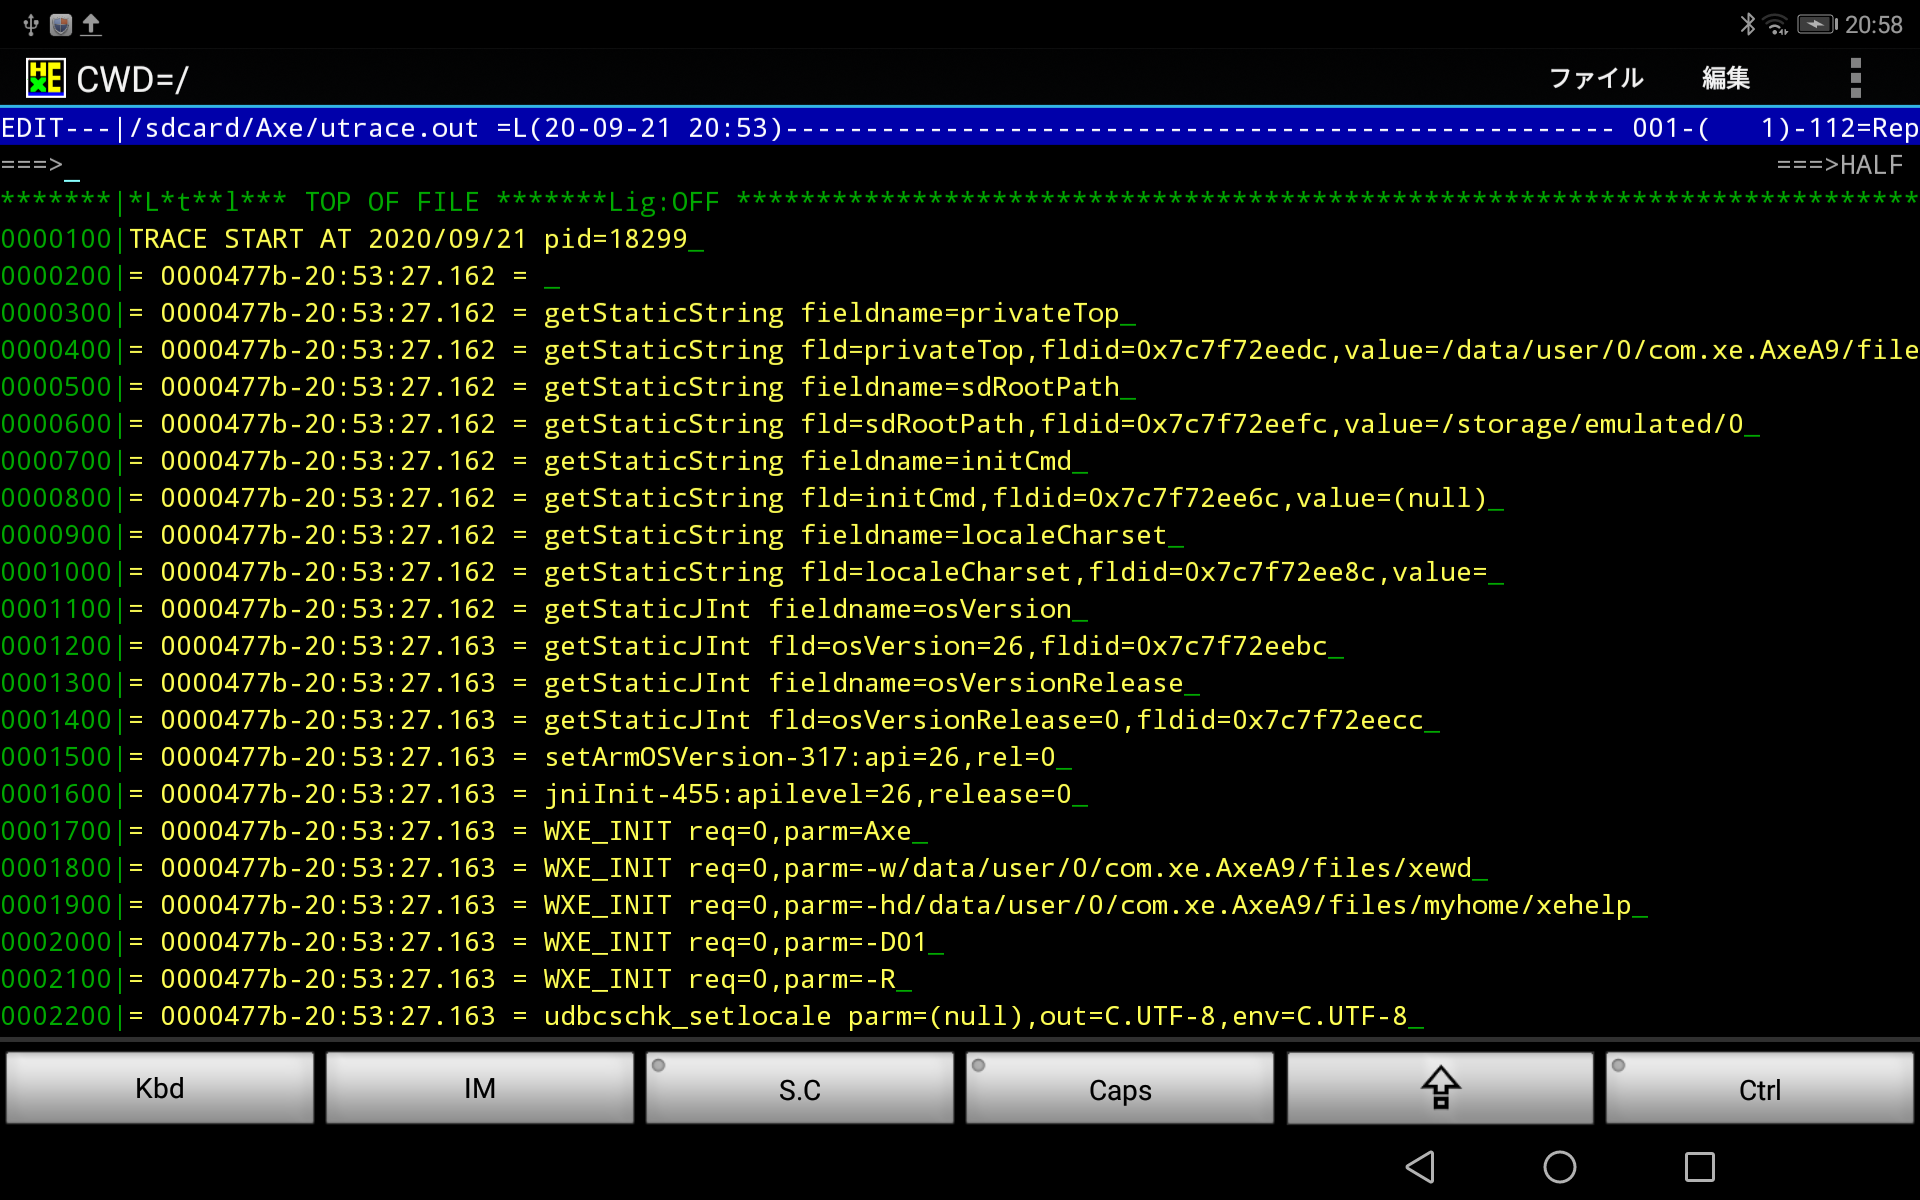 20:58
HE
xE
CWD=/
ファイル
編集
EDIT---|/sdcard/Axe/utrace.out =L(20-09-21 20:53)---------------------------------------------------- 001-(   1)-112=Rep
===>_
===>HALF
*******|*L*t**l*** TOP OF FILE *******Lig:OFF **************************************************************************
0000100|TRACE START AT 2020/09/21 pid=18299_
0000200|= 0000477b-20:53:27.162 = _
0000300|= 0000477b-20:53:27.162 = getStaticString fieldname=privateTop_
0000400|= 0000477b-20:53:27.162 = getStaticString fld=privateTop,fldid=0x7c7f72eedc,value=/data/user/0/com.xe.AxeA9/file
0000500|= 0000477b-20:53:27.162 = getStaticString fieldname=sdRootPath_
0000600|= 0000477b-20:53:27.162 = getStaticString fld=sdRootPath,fldid=0x7c7f72eefc,value=/storage/emulated/0_
0000700|= 0000477b-20:53:27.162 = getStaticString fieldname=initCmd_
0000800|= 0000477b-20:53:27.162 = getStaticString fld=initCmd,fldid=0x7c7f72ee6c,value=(null)_
0000900|= 0000477b-20:53:27.162 = getStaticString fieldname=localeCharset_
0001000|= 0000477b-20:53:27.162 = getStaticString fld=localeCharset,fldid=0x7c7f72ee8c,value=_
0001100|= 0000477b-20:53:27.162 = getStaticJInt fieldname=osVersion_
0001200|= 0000477b-20:53:27.163 = getStaticJInt fld=osVersion=26,fldid=0x7c7f72eebc_
0001300|= 0000477b-20:53:27.163 = getStaticJInt fieldname=osVersionRelease_
0001400|= 0000477b-20:53:27.163 = getStaticJInt fld=osVersionRelease=0,fldid=0x7c7f72eecc_
0001500|= 0000477b-20:53:27.163 = setArmOSVersion-317:api=26,rel=0_
0001600|= 0000477b-20:53:27.163 = jniInit-455:apilevel=26,release=0_
0001700|= 0000477b-20:53:27.163 = WXE_INIT req=0,parm=Axe_
0001800|= 0000477b-20:53:27.163 = WXE_INIT req=0,parm=-w/data/user/0/com.xe.AxeA9/files/xewd_
0001900|= 0000477b-20:53:27.163 = WXE_INIT req=0,parm=-hd/data/user/0/com.xe.AxeA9/files/myhome/xehelp_
0002000|= 0000477b-20:53:27.163 = WXE_INIT req=0,parm=-D01_
0002100|= 0000477b-20:53:27.163 = WXE_INIT req=0,parm=-R_
0002200|= 0000477b-20:53:27.163 = udbcschk_setlocale parm=(null),out=C.UTF-8,env=C.UTF-8_
Kbd
IM
S.C
Caps
Ctrl